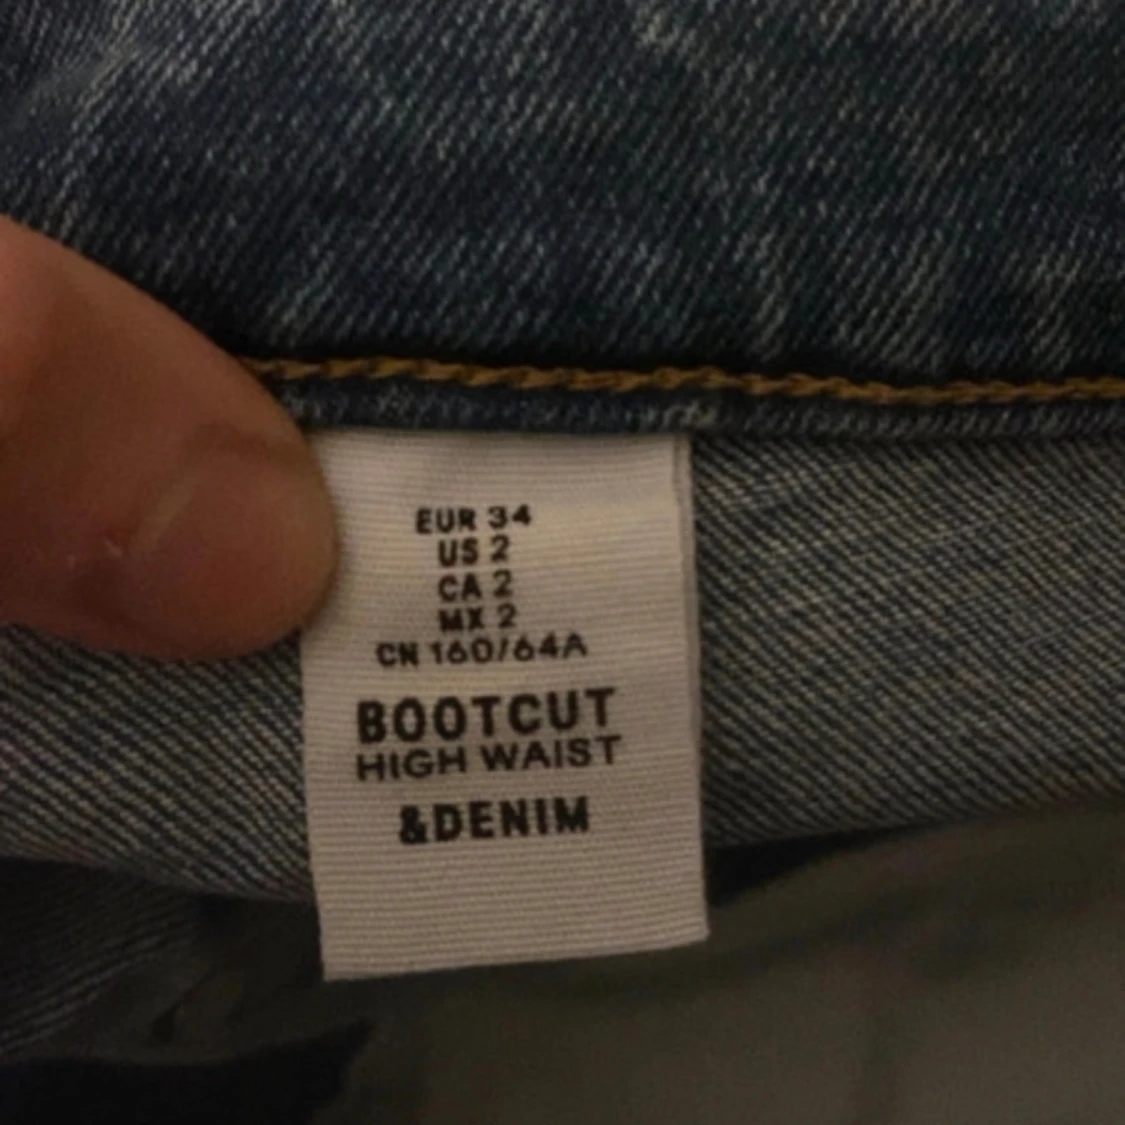 EUR 34
US 2
CA 2
MX 2
CN 160/64A
BOOTCUT
HIGH WAIST
&DENIM